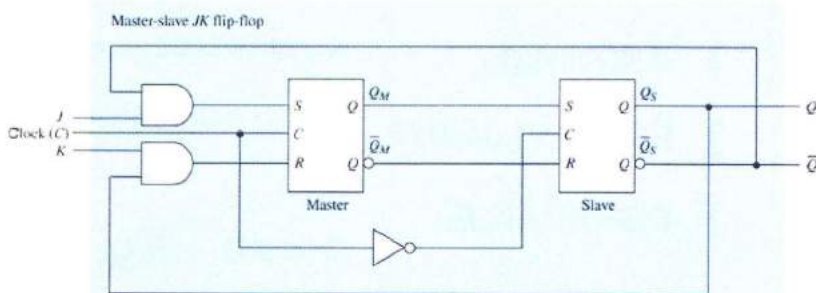 Master-slave JK flip-flop
J
Clock (C)
K
S Q
C
R Q
Master
Q_M
Q̅_M
S Q
C
R Q
Slave
Q_S
Q̅_S
Q
Q̅